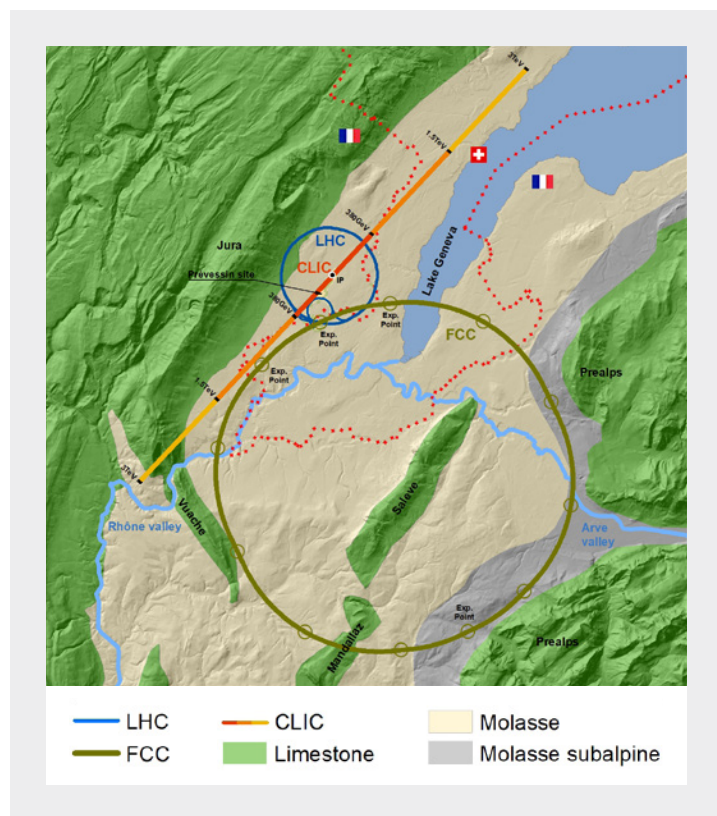 3TeV
1.5TeV
380GeV
LHC
Jura
CLIC
IP
Prévessin site
Lake Geneva
380GeV
Exp.
Point
Exp.
Point
FCC
Exp.
Point
Prealps
1.5TeV
3TeV
Salève
Vuache
Rhône valley
Arve
valley
Exp.
Point
Mandallaz
Prealps
LHC
CLIC
Molasse
FCC
Limestone
Molasse subalpine